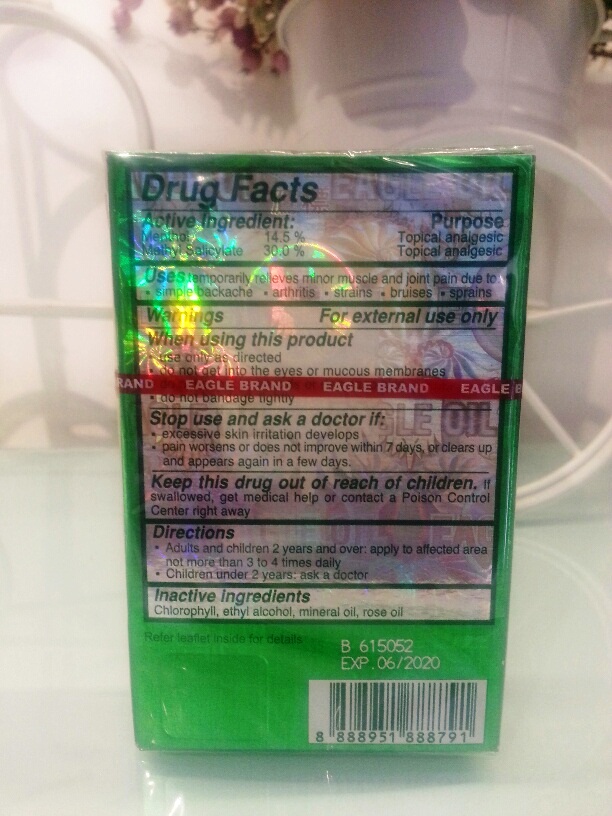 Drug Facts
EAGLE OIL
Active Ingredient: Purpose
Menthol 14.5 % Topical analgesic
Methyl Salicylate 30.0 % Topical analgesic
Uses temporarily relieves minor muscle and joint pain due to
• simple backache • arthritis • strains • bruises • sprains
Warnings For external use only
When using this product
• use only as directed
• do not get into the eyes or mucous membranes
BRAND EAGLE BRAND EAGLE BRAND EAGLE B
• do not bandage tightly
Stop use and ask a doctor if:
• excessive skin irritation develops
• pain worsens or does not improve within 7 days, or clears up
and appears again in a few days.
Keep this drug out of reach of children. If
swallowed, get medical help or contact a Poison Control
Center right away
Directions
• Adults and children 2 years and over: apply to affected area
not more than 3 to 4 times daily
• Children under 2 years: ask a doctor
Inactive Ingredients
Chlorophyll, ethyl alcohol, mineral oil, rose oil
Refer leaflet inside for details
B 615052
EXP.06/2020
8 888951 888791